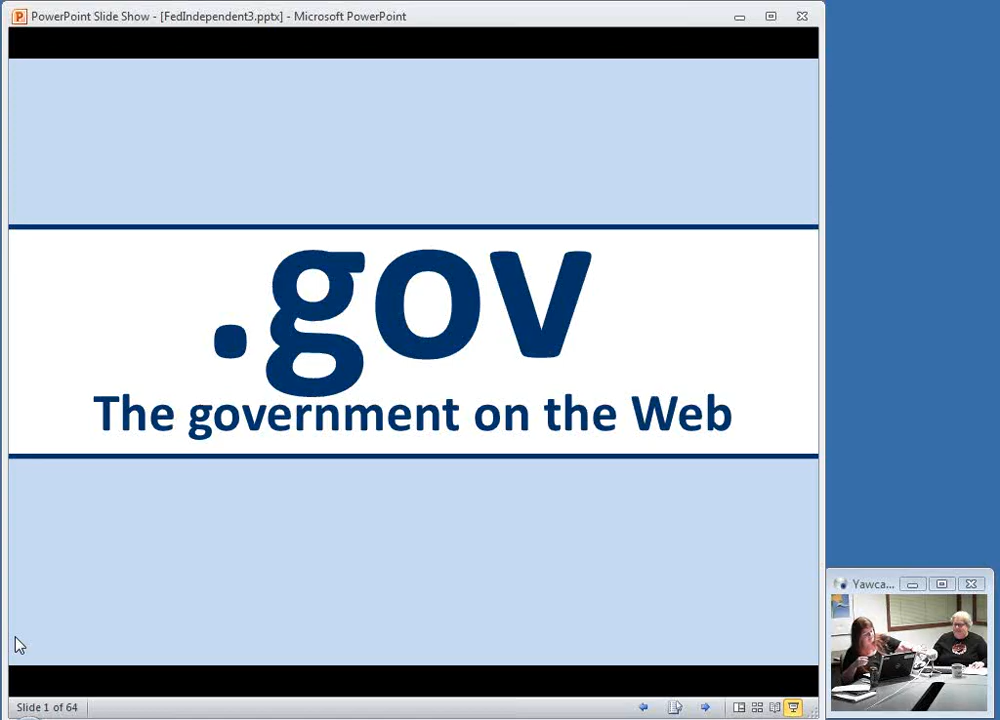 PowerPoint Slide Show - [FedIndependent3.pptx] - Microsoft PowerPoint
.gov
The government on the Web
Yawca...
Slide 1 of 64